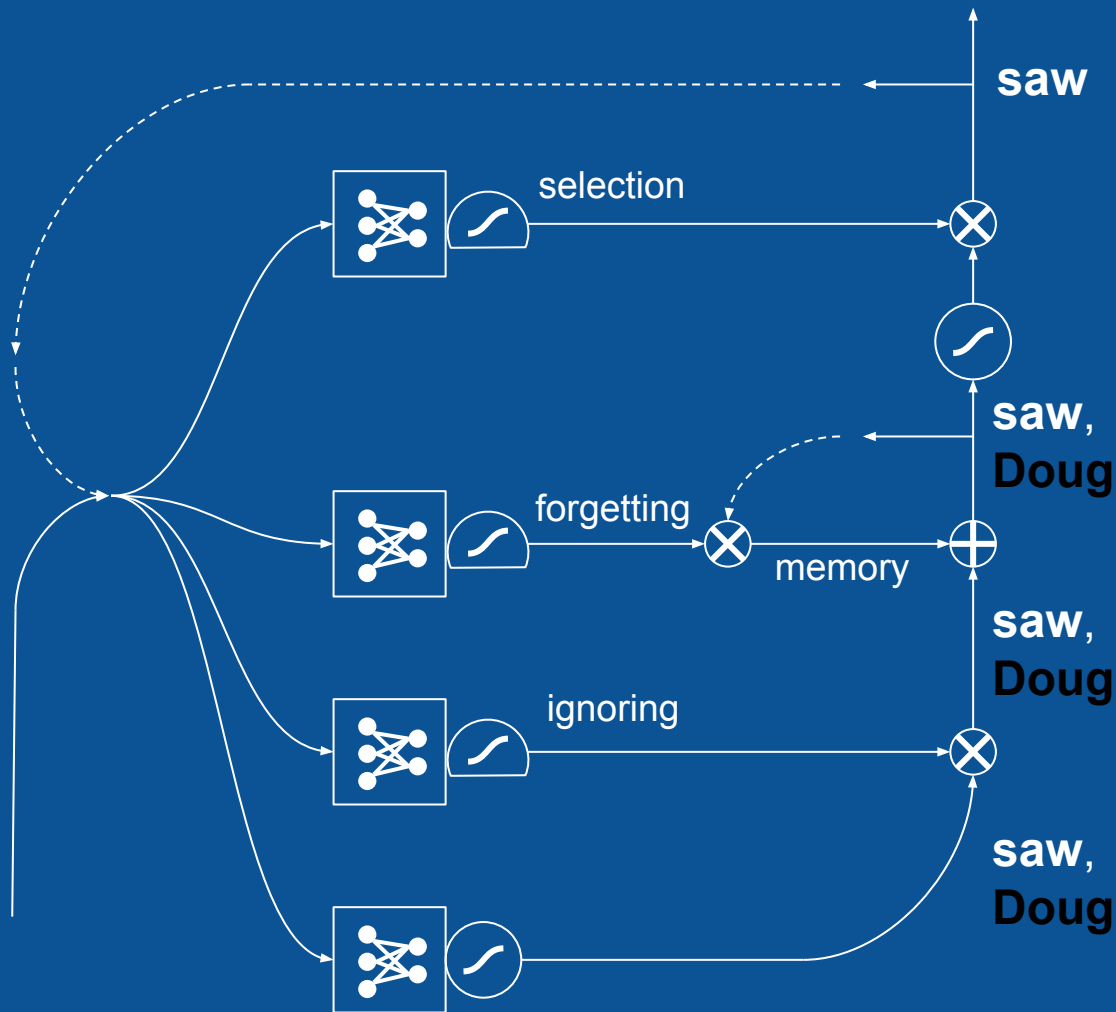 saw
selection
saw,
Doug
forgetting
memory
saw,
Doug
ignoring
saw,
Doug